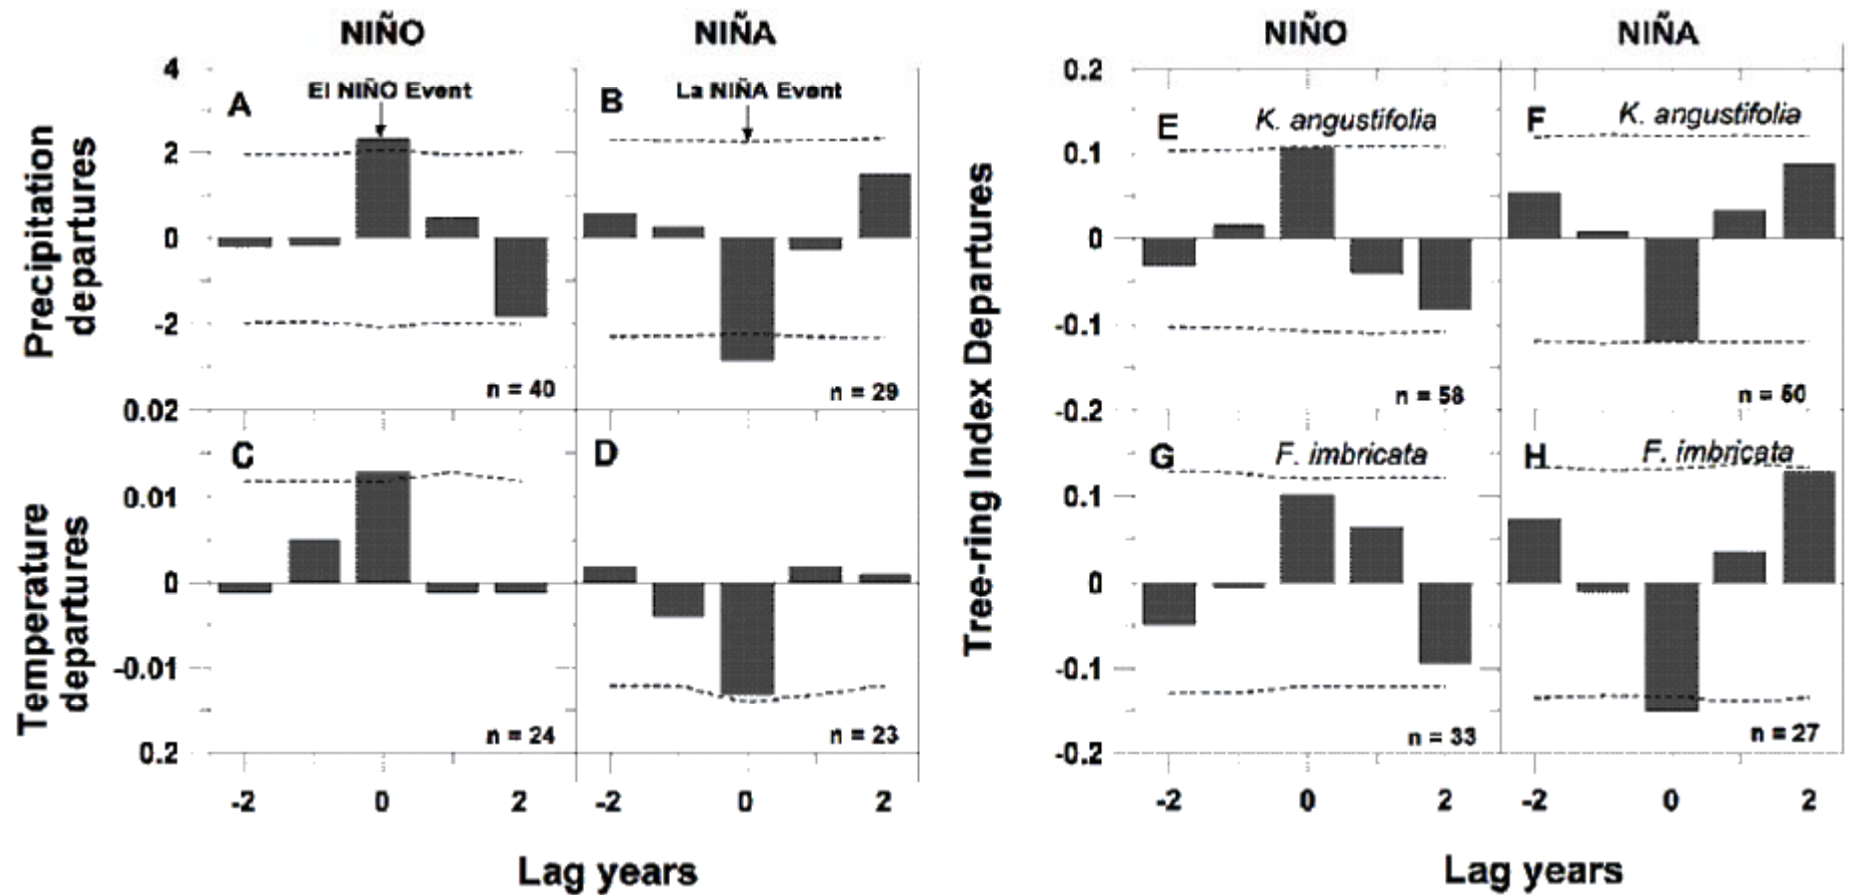 NIÑO
NIÑA
NIÑO
NIÑA
Precipitation
departures
4
2
0
-2
A
El NIÑO Event
n = 40
B
La NIÑA Event
n = 29
Temperature
departures
0.02
0.01
0
-0.01
0.2
C
n = 24
D
n = 23
-2
0
2
-2
0
2
Lag years
Tree-ring Index Departures
0.2
0.1
0
-0.1
-0.2
E
K. angustifolia
n = 58
F
K. angustifolia
n = 50
0.1
0
-0.1
-0.2
G
F. imbricata
n = 33
H
F. imbricata
n = 27
-2
0
2
-2
0
2
Lag years